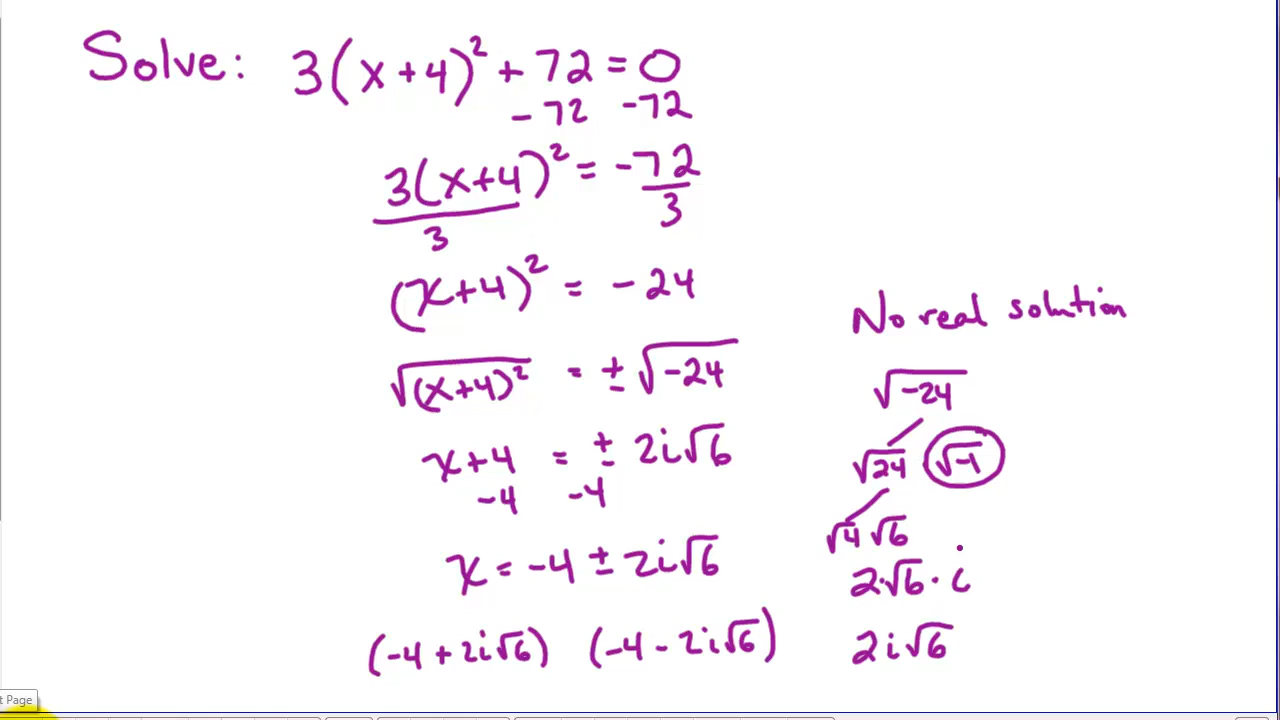 Solve: 3(x+4)² + 72 = 0
- 72 -72
3(x+4)² = -72
3 3
(x+4)² = -24
√(x+4)² = ± √-24
x+4 = ± 2i√6
-4 -4
x = -4 ± 2i√6
(-4 + 2i√6) (-4 - 2i√6)
No real solution
√-24
√24 √-1
√4 √6
2·√6 · i
2i√6
t Page